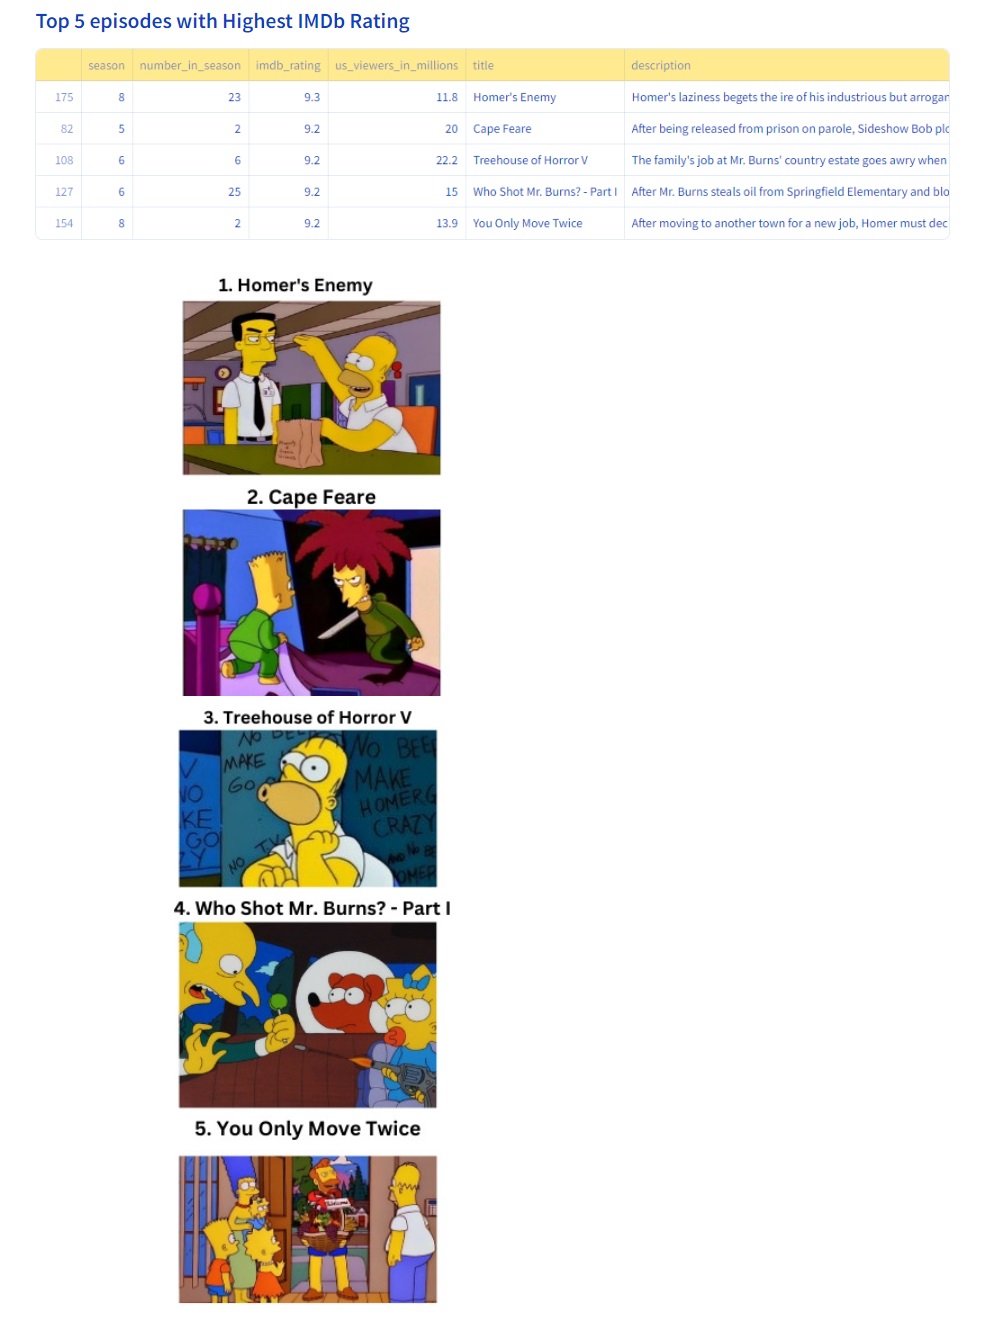 Top 5 episodes with Highest IMDb Rating
season number_in_season imdb_rating us_viewers_in_millions title description
175 8 23 9.3 11.8 Homer's Enemy Homer's laziness begets the ire of his industrious but arrogan
82 5 2 9.2 20 Cape Feare After being released from prison on parole, Sideshow Bob plo
108 6 6 9.2 22.2 Treehouse of Horror V The family's job at Mr. Burns' country estate goes awry when
127 6 25 9.2 15 Who Shot Mr. Burns? - Part I After Mr. Burns steals oil from Springfield Elementary and blo
154 8 2 9.2 13.9 You Only Move Twice After moving to another town for a new job, Homer must dec
1. Homer's Enemy
2. Cape Feare
3. Treehouse of Horror V
NO BEE
MAKE
GO
NO TV
V
NO
KE
GO
ZY
NO BEE
MAKE
HOMER G
CRAZY
AND NO BE
OMER
4. Who Shot Mr. Burns? - Part I
5. You Only Move Twice